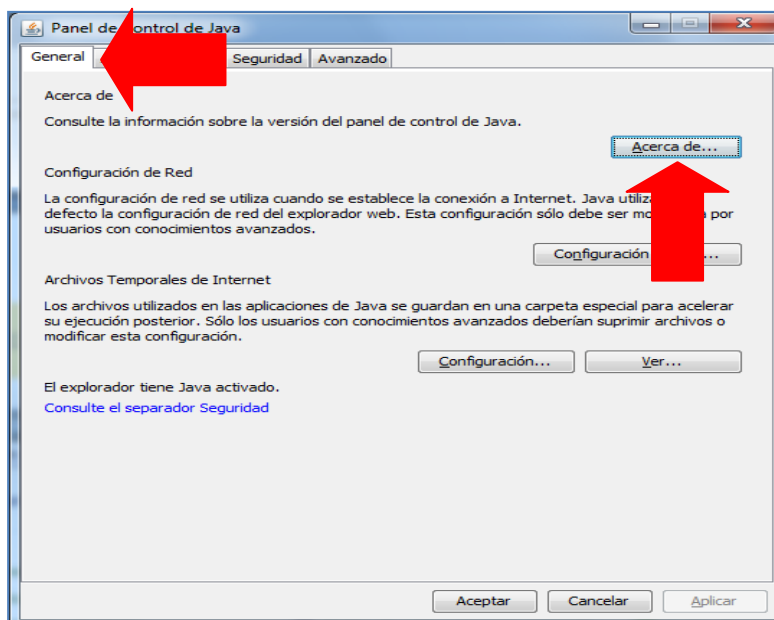 Panel de Control de Java
General Seguridad Avanzado
Acerca de
Consulte la información sobre la versión del panel de control de Java.
Acerca de...
Configuración de Red
La configuración de red se utiliza cuando se establece la conexión a Internet. Java utiliza
defecto la configuración de red del explorador web. Esta configuración sólo debe ser por
usuarios con conocimientos avanzados.
Configuración ...
Archivos Temporales de Internet
Los archivos utilizados en las aplicaciones de Java se guardan en una carpeta especial para acelerar
su ejecución posterior. Sólo los usuarios con conocimientos avanzados deberían suprimir archivos o
modificar esta configuración.
Configuración... Ver...
El explorador tiene Java activado.
Consulte el separador Seguridad
Aceptar Cancelar Aplicar